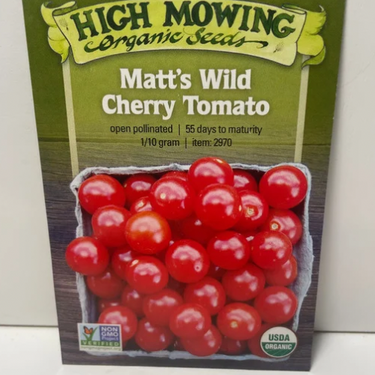 HIGH MOWING
Organic Seeds
Matt's Wild
Cherry Tomato
open pollinated | 55 days to maturity
1/10 gram | item: 2970
NON
GMO
VERIFIED
USDA
ORGANIC